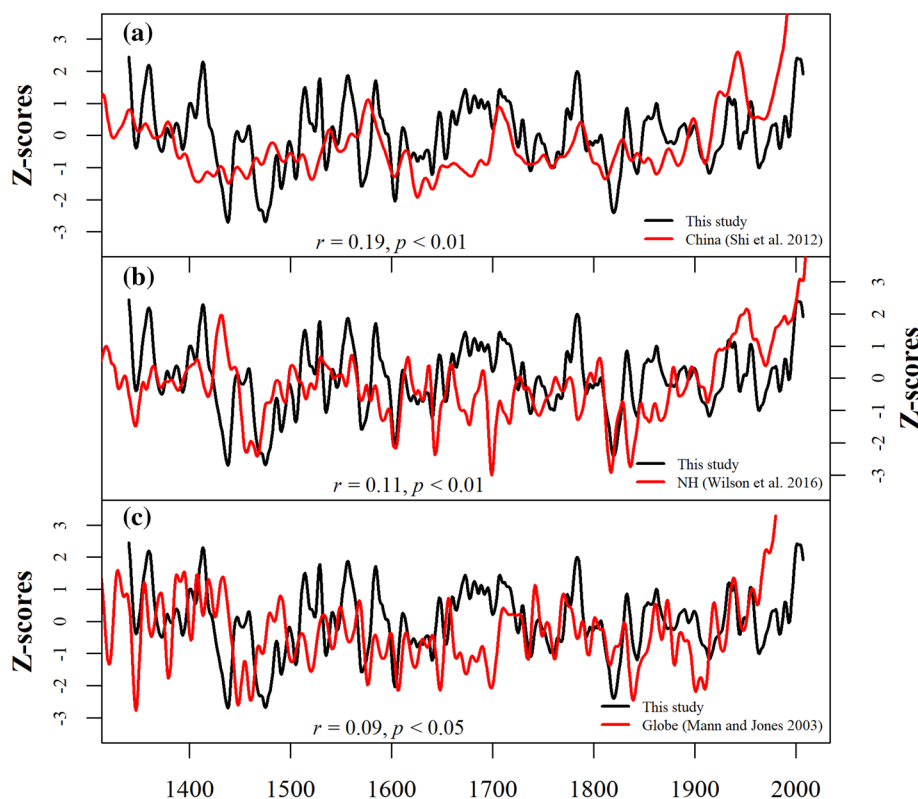 (a)
Z-scores
3
2
1
0
-1
-2
-3
This study
China (Shi et al. 2012)
r = 0.19, p < 0.01
(b)
3
2
1
0
-1
-2
-3
Z-scores
This study
NH (Wilson et al. 2016)
r = 0.11, p < 0.01
(c)
Z-scores
3
2
1
0
-1
-2
-3
This study
Globe (Mann and Jones 2003)
r = 0.09, p < 0.05
1400 1500 1600 1700 1800 1900 2000